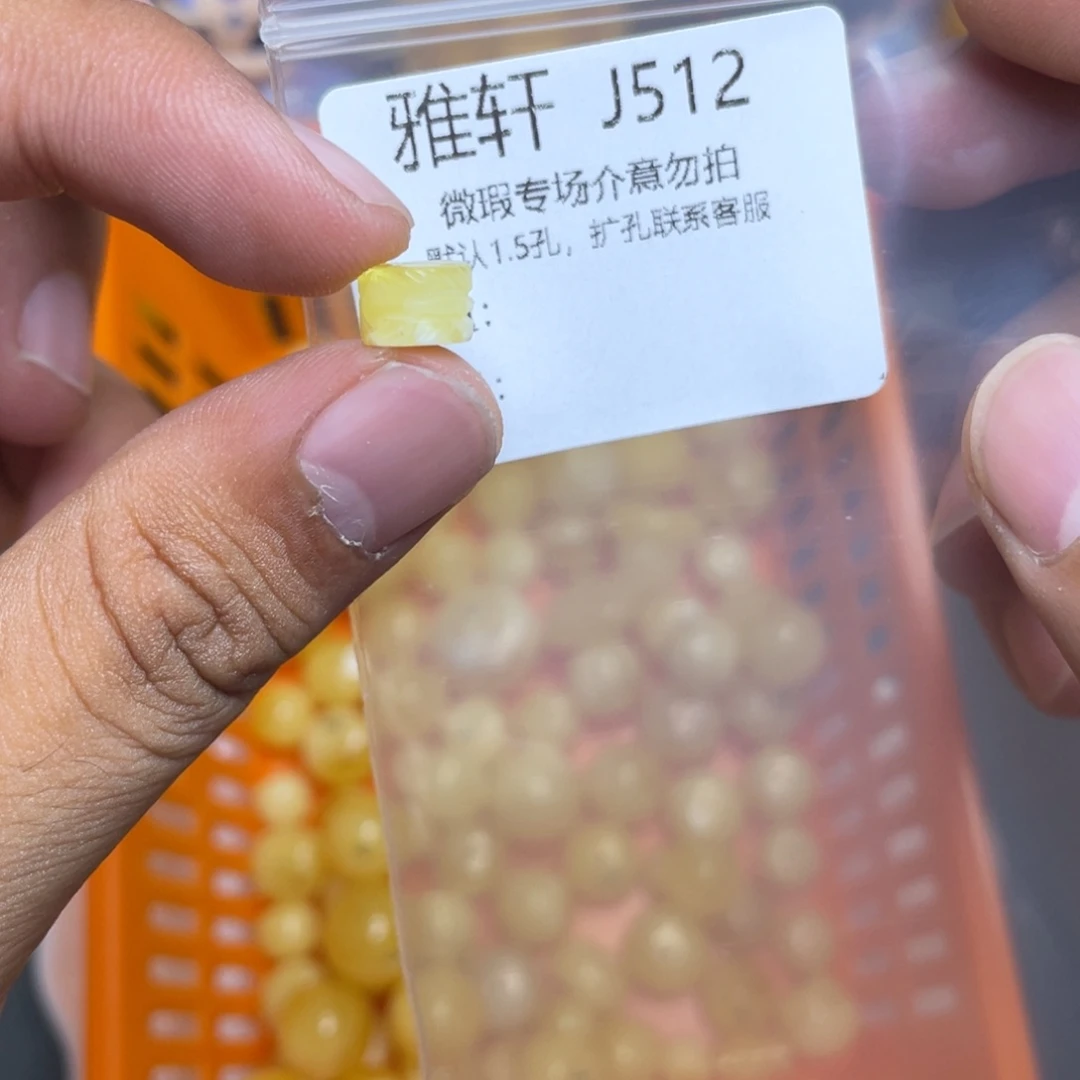 雅轩 J512
微瑕专场介意勿拍
默认1.5孔，扩孔联系客服
:
: